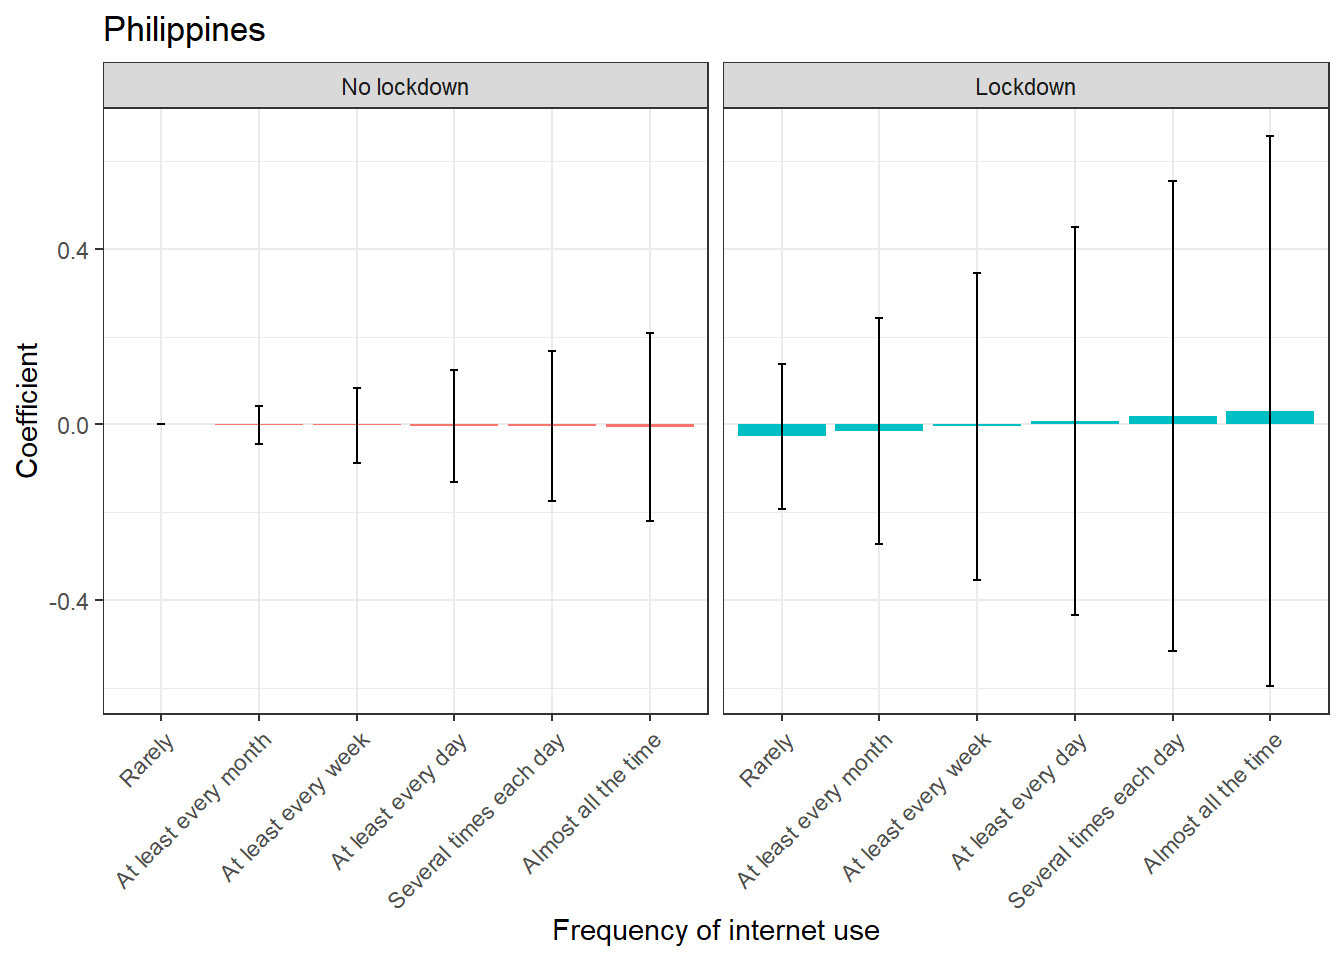 Philippines
No lockdown
Lockdown
Coefficient
0.4
0.0
-0.4
Rarely
At least every month
At least every week
At least every day
Several times each day
Almost all the time
Rarely
At least every month
At least every week
At least every day
Several times each day
Almost all the time
Frequency of internet use